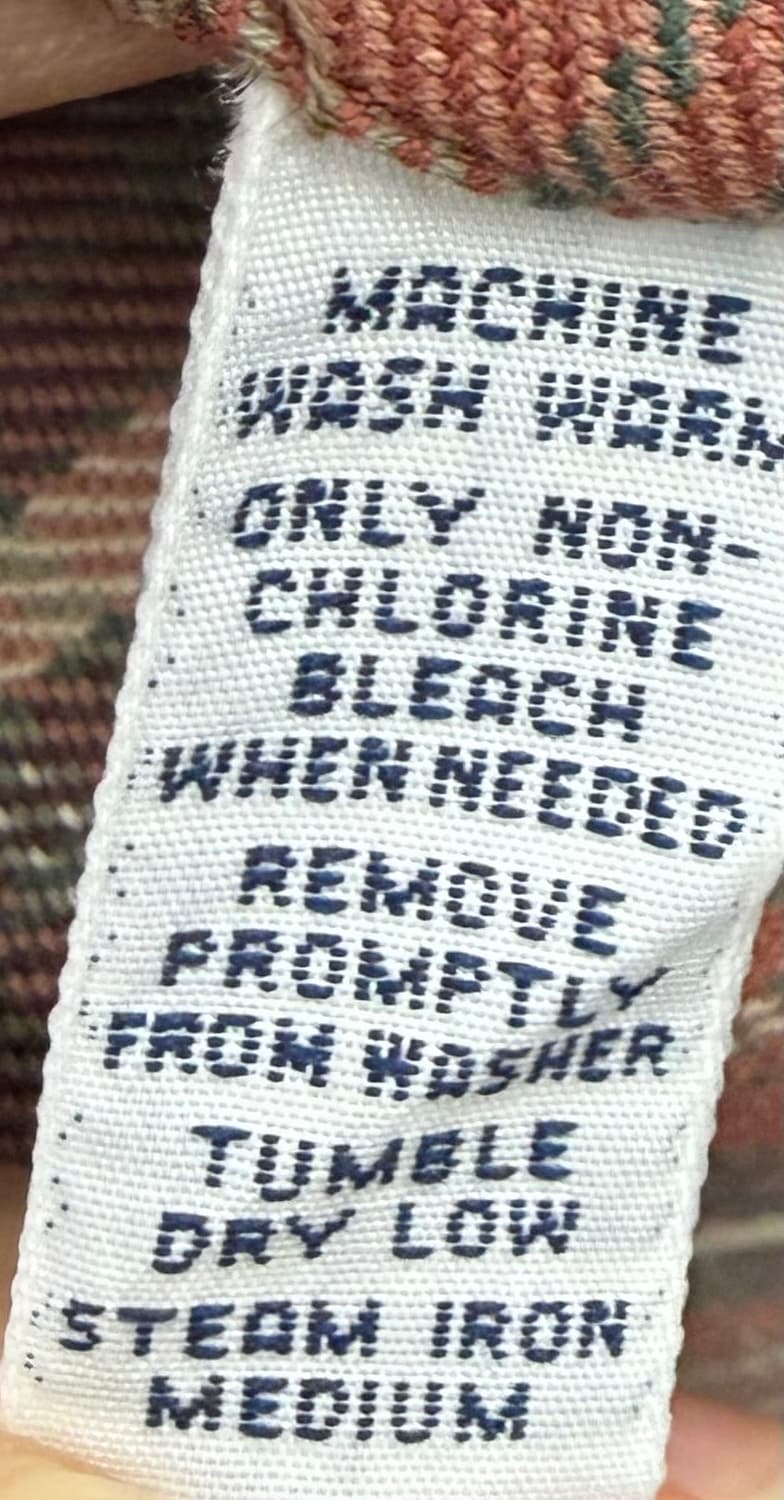 MACHINE
WASH WARM
ONLY NON-
CHLORINE
BLEACH
WHEN NEEDED
REMOVE
PROMPTLY
FROM WASHER
TUMBLE
DRY LOW
STEAM IRON
MEDIUM